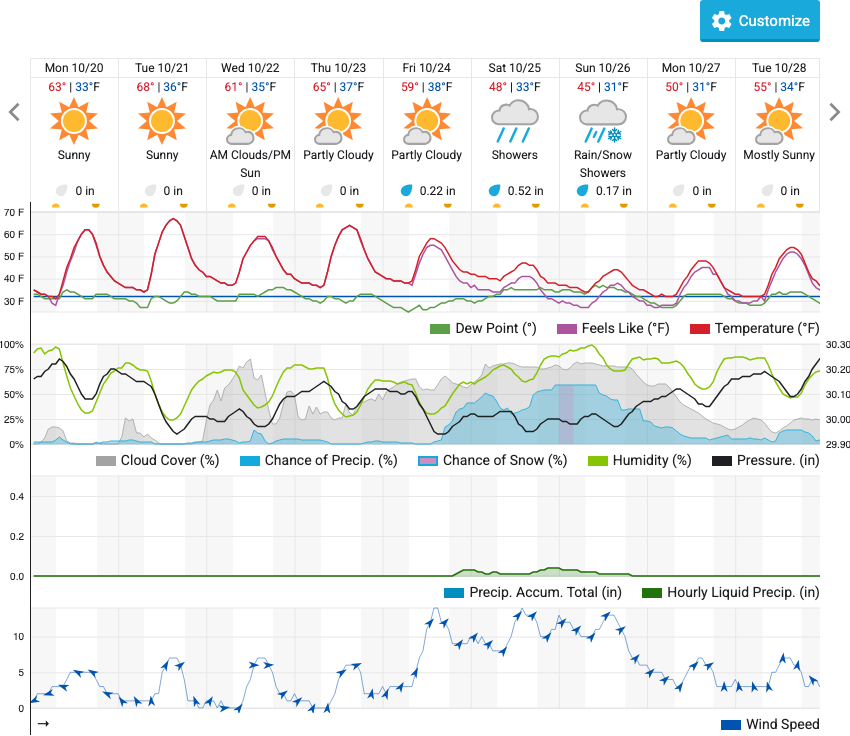 Customize
Mon 10/20 Tue 10/21 Wed 10/22 Thu 10/23 Fri 10/24 Sat 10/25 Sun 10/26 Mon 10/27 Tue 10/28
63° | 33°F 68° | 36°F 61° | 35°F 65° | 37°F 59° | 38°F 48° | 33°F 45° | 31°F 50° | 31°F 55° | 34°F
Sunny Sunny AM Clouds/PM Partly Cloudy Partly Cloudy Showers Rain/Snow Partly Cloudy Mostly Sunny
Sun Showers
0 in 0 in 0 in 0 in 0.22 in 0.52 in 0.17 in 0 in 0 in
70 F
60 F
50 F
40 F
30 F
Dew Point (°) Feels Like (°F) Temperature (°F)
100% 30.30
75% 30.20
50% 30.10
25% 30.00
0% 29.90
Cloud Cover (%) Chance of Precip. (%) Chance of Snow (%) Humidity (%) Pressure. (in)
0.4
0.2
0.0
Precip. Accum. Total (in) Hourly Liquid Precip. (in)
10
5
0
→ Wind Speed